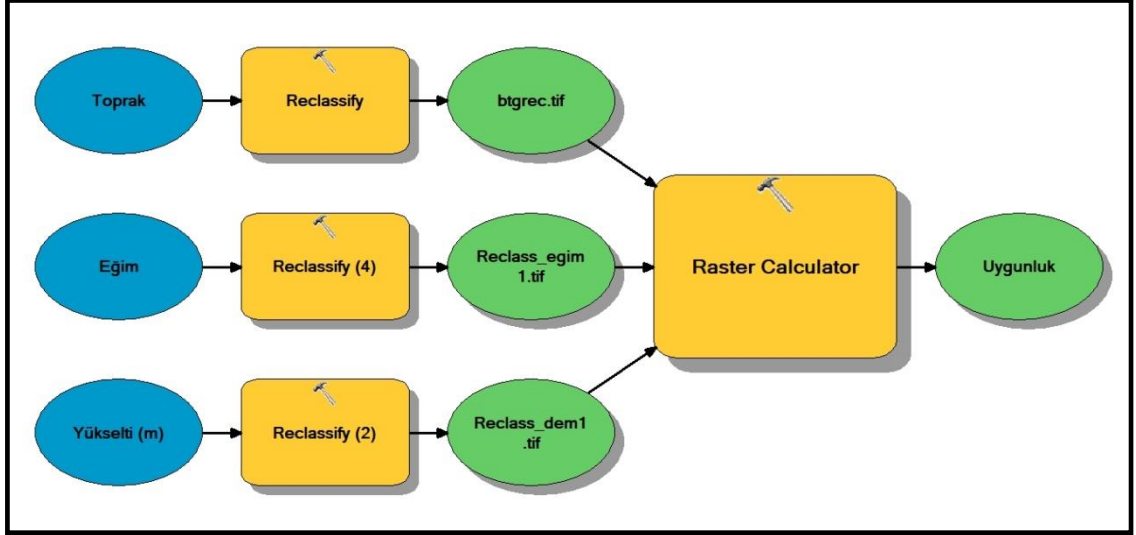 Toprak
Reclassify
btgrec.tif
Eğim
Reclassify (4)
Reclass_egim
1.tif
Raster Calculator
Uygunluk
Yükselti (m)
Reclassify (2)
Reclass_dem1
.tif